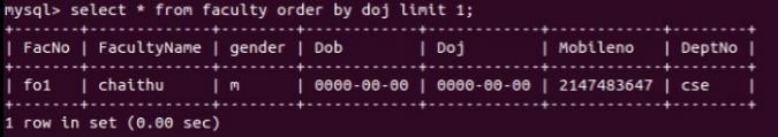 mysql> select * from faculty order by doj limit 1;
+-------+-------------+--------+------------+------------+------------+--------+
| FacNo | FacultyName | gender | Dob | Doj | Mobileno | DeptNo |
+-------+-------------+--------+------------+------------+------------+--------+
| fo1 | chaithu | m | 0000-00-00 | 0000-00-00 | 2147483647 | cse |
+-------+-------------+--------+------------+------------+------------+--------+
1 row in set (0.00 sec)